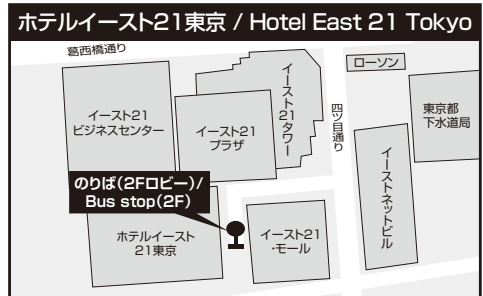 ホテルイースト21東京 / Hotel East 21 Tokyo
葛西橋通り
ローソン
イースト21タワー
イースト21
ビジネスセンター
イースト21
プラザ
四ツ目通り
東京都
下水道局
イーストネットビル
のりば(2Fロビー)/
Bus stop(2F)
ホテルイースト
21東京
イースト21
・モール